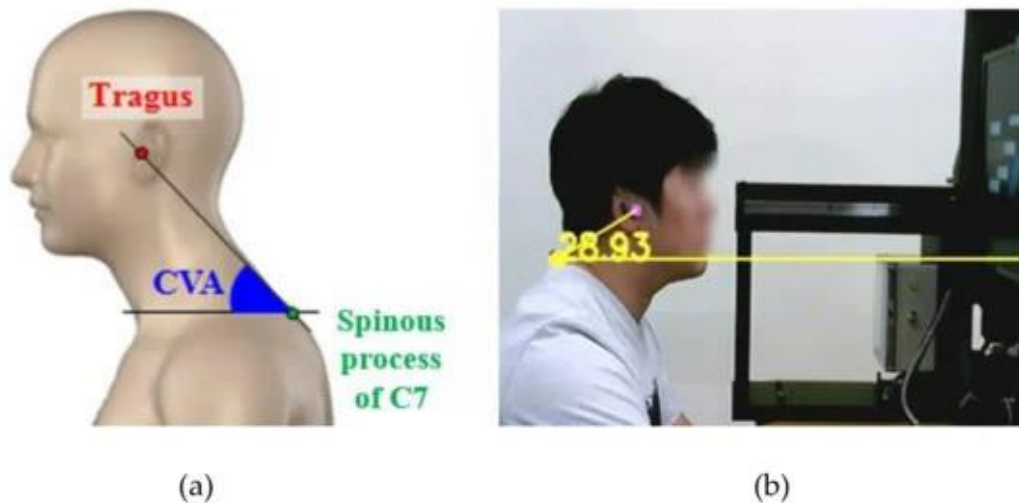 Tragus
CVA
Spinous
process
of C7
28.93
(a)
(b)